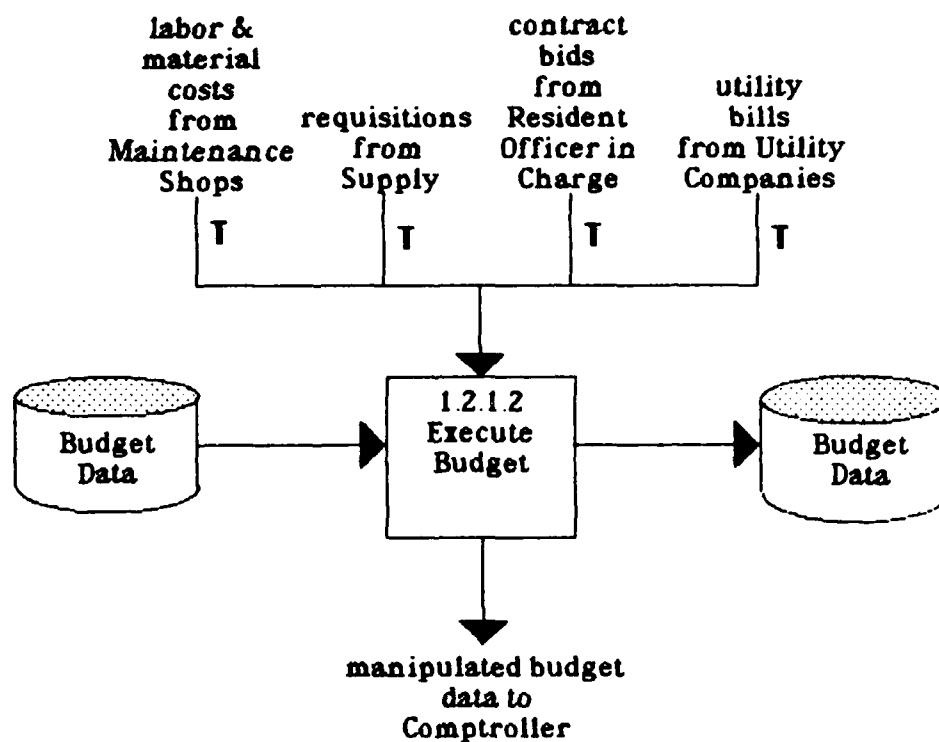 labor &
material
costs
from
Maintenance
Shops
requisitions
from
Supply
contract
bids
from
Resident
Officer in
Charge
utility
bills
from Utility
Companies
T
T
T
T
Budget
Data
1.2.1.2
Execute
Budget
Budget
Data
manipulated budget
data to
Comptroller